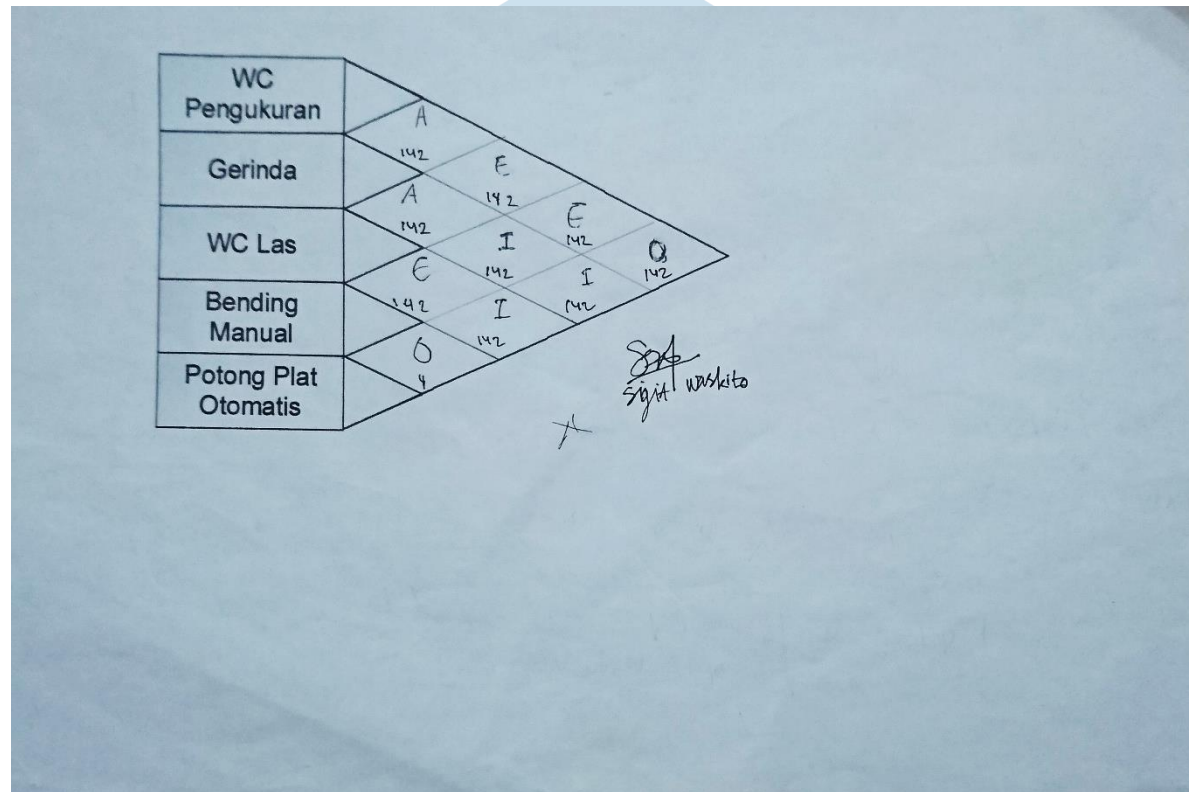 WC
Pengukuran
Gerinda
WC Las
Bending
Manual
Potong Plat
Otomatis
A
142
E
142
A
142
E
142
O
142
I
142
I
142
E
142
I
142
O
4
sigit waskito